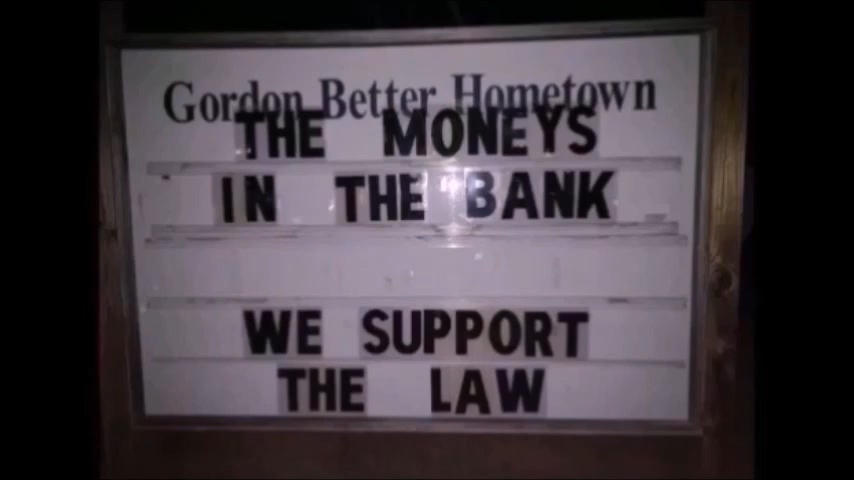 Gordon Better Hometown
THE MONEYS
IN THE BANK
WE SUPPORT
THE LAW